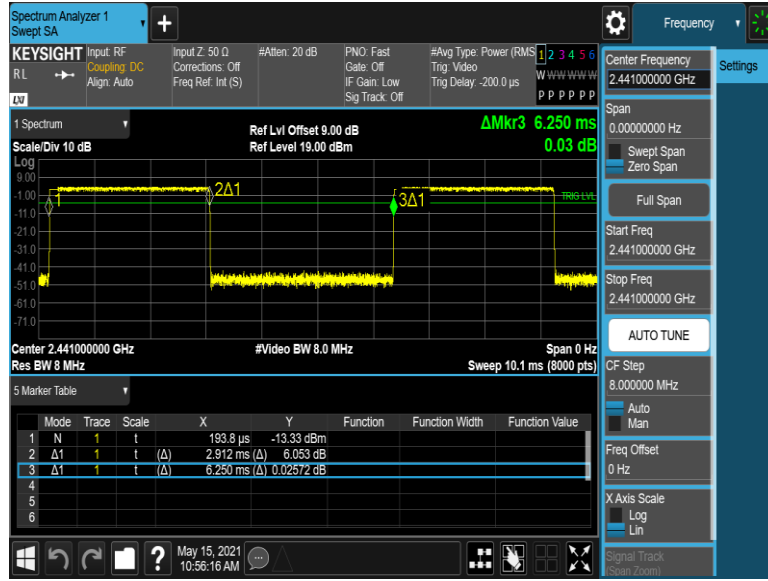 Spectrum Analyzer 1
Swept SA
+
Frequency
KEYSIGHT
RL
LXI
Input: RF
Coupling: DC
Align: Auto
Input Z: 50 Ω
Corrections: Off
Freq Ref: Int (S)
#Atten: 20 dB
PNO: Fast
Gate: Off
IF Gain: Low
Sig Track: Off
#Avg Type: Power (RMS
Trig: Video
Trig Delay: -200.0 µs
1 2 3 4 5 6
W W W W W W
P P P P P P
1 Spectrum
Scale/Div 10 dB
Ref Lvl Offset 9.00 dB
Ref Level 19.00 dBm
ΔMkr3 6.250 ms
0.03 dB
Log
9.00
-1.00
-11.0
-21.0
-31.0
-41.0
-51.0
-61.0
-71.0
1
2Δ1
3Δ1
TRIG LVL
Center 2.441000000 GHz
Res BW 8 MHz
#Video BW 8.0 MHz
Span 0 Hz
Sweep 10.1 ms (8000 pts)
5 Marker Table
Mode Trace Scale X Y Function Function Width Function Value
1 N 1 t 193.8 µs -13.33 dBm
2 Δ1 1 t (Δ) 2.912 ms (Δ) 6.053 dB
3 Δ1 1 t (Δ) 6.250 ms (Δ) 0.02572 dB
4
5
6
?
May 15, 2021
10:56:16 AM
Center Frequency
2.441000000 GHz
Span
0.00000000 Hz
Swept Span
Zero Span
Full Span
Start Freq
2.441000000 GHz
Stop Freq
2.441000000 GHz
AUTO TUNE
CF Step
8.000000 MHz
Auto
Man
Freq Offset
0 Hz
X Axis Scale
Log
Lin
Signal Track
(Span Zoom)
Settings